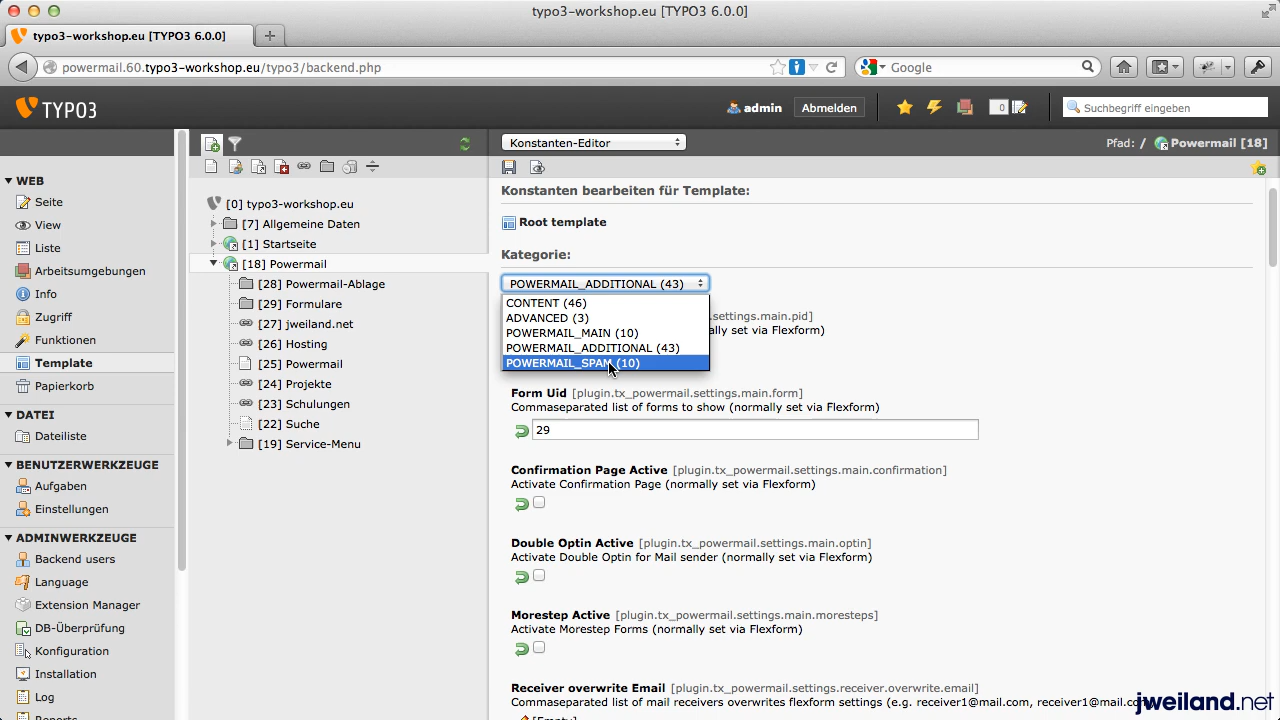 typo3-workshop.eu [TYPO3 6.0.0]
typo3-workshop.eu [TYPO3 6.0.0]
powermail.60.typo3-workshop.eu/typo3/backend.php
Google
TYPO3
admin
Abmelden
0
Suchbegriff eingeben
WEB
Seite
View
Liste
Arbeitsumgebungen
Info
Zugriff
Funktionen
Template
Papierkorb
DATEI
Dateiliste
BENUTZERWERKZEUGE
Aufgaben
Einstellungen
ADMINWERKZEUGE
Backend users
Language
Extension Manager
DB-Überprüfung
Konfiguration
Installation
Log
Reports
[0] typo3-workshop.eu
[7] Allgemeine Daten
[1] Startseite
[18] Powermail
[28] Powermail-Ablage
[29] Formulare
[27] jweiland.net
[26] Hosting
[25] Powermail
[24] Projekte
[23] Schulungen
[22] Suche
[19] Service-Menu
Konstanten-Editor
Pfad: / Powermail [18]
Konstanten bearbeiten für Template:
Root template
Kategorie:
POWERMAIL_ADDITIONAL (43)
CONTENT (46)
ADVANCED (3)
POWERMAIL_MAIN (10)
POWERMAIL_ADDITIONAL (43)
POWERMAIL_SPAM (10)
s.settings.main.pid]
ally set via Flexform)
Form Uid [plugin.tx_powermail.settings.main.form]
Commaseparated list of forms to show (normally set via Flexform)
29
Confirmation Page Active [plugin.tx_powermail.settings.main.confirmation]
Activate Confirmation Page (normally set via Flexform)
Double Optin Active [plugin.tx_powermail.settings.main.optin]
Activate Double Optin for Mail sender (normally set via Flexform)
Morestep Active [plugin.tx_powermail.settings.main.moresteps]
Activate Morestep Forms (normally set via Flexform)
Receiver overwrite Email [plugin.tx_powermail.settings.receiver.overwrite.email]
Commaseparated list of mail receivers overwrites flexform settings (e.g. receiver1@mail.com, receiver1@mail.com
[Empty]
jweiland.net